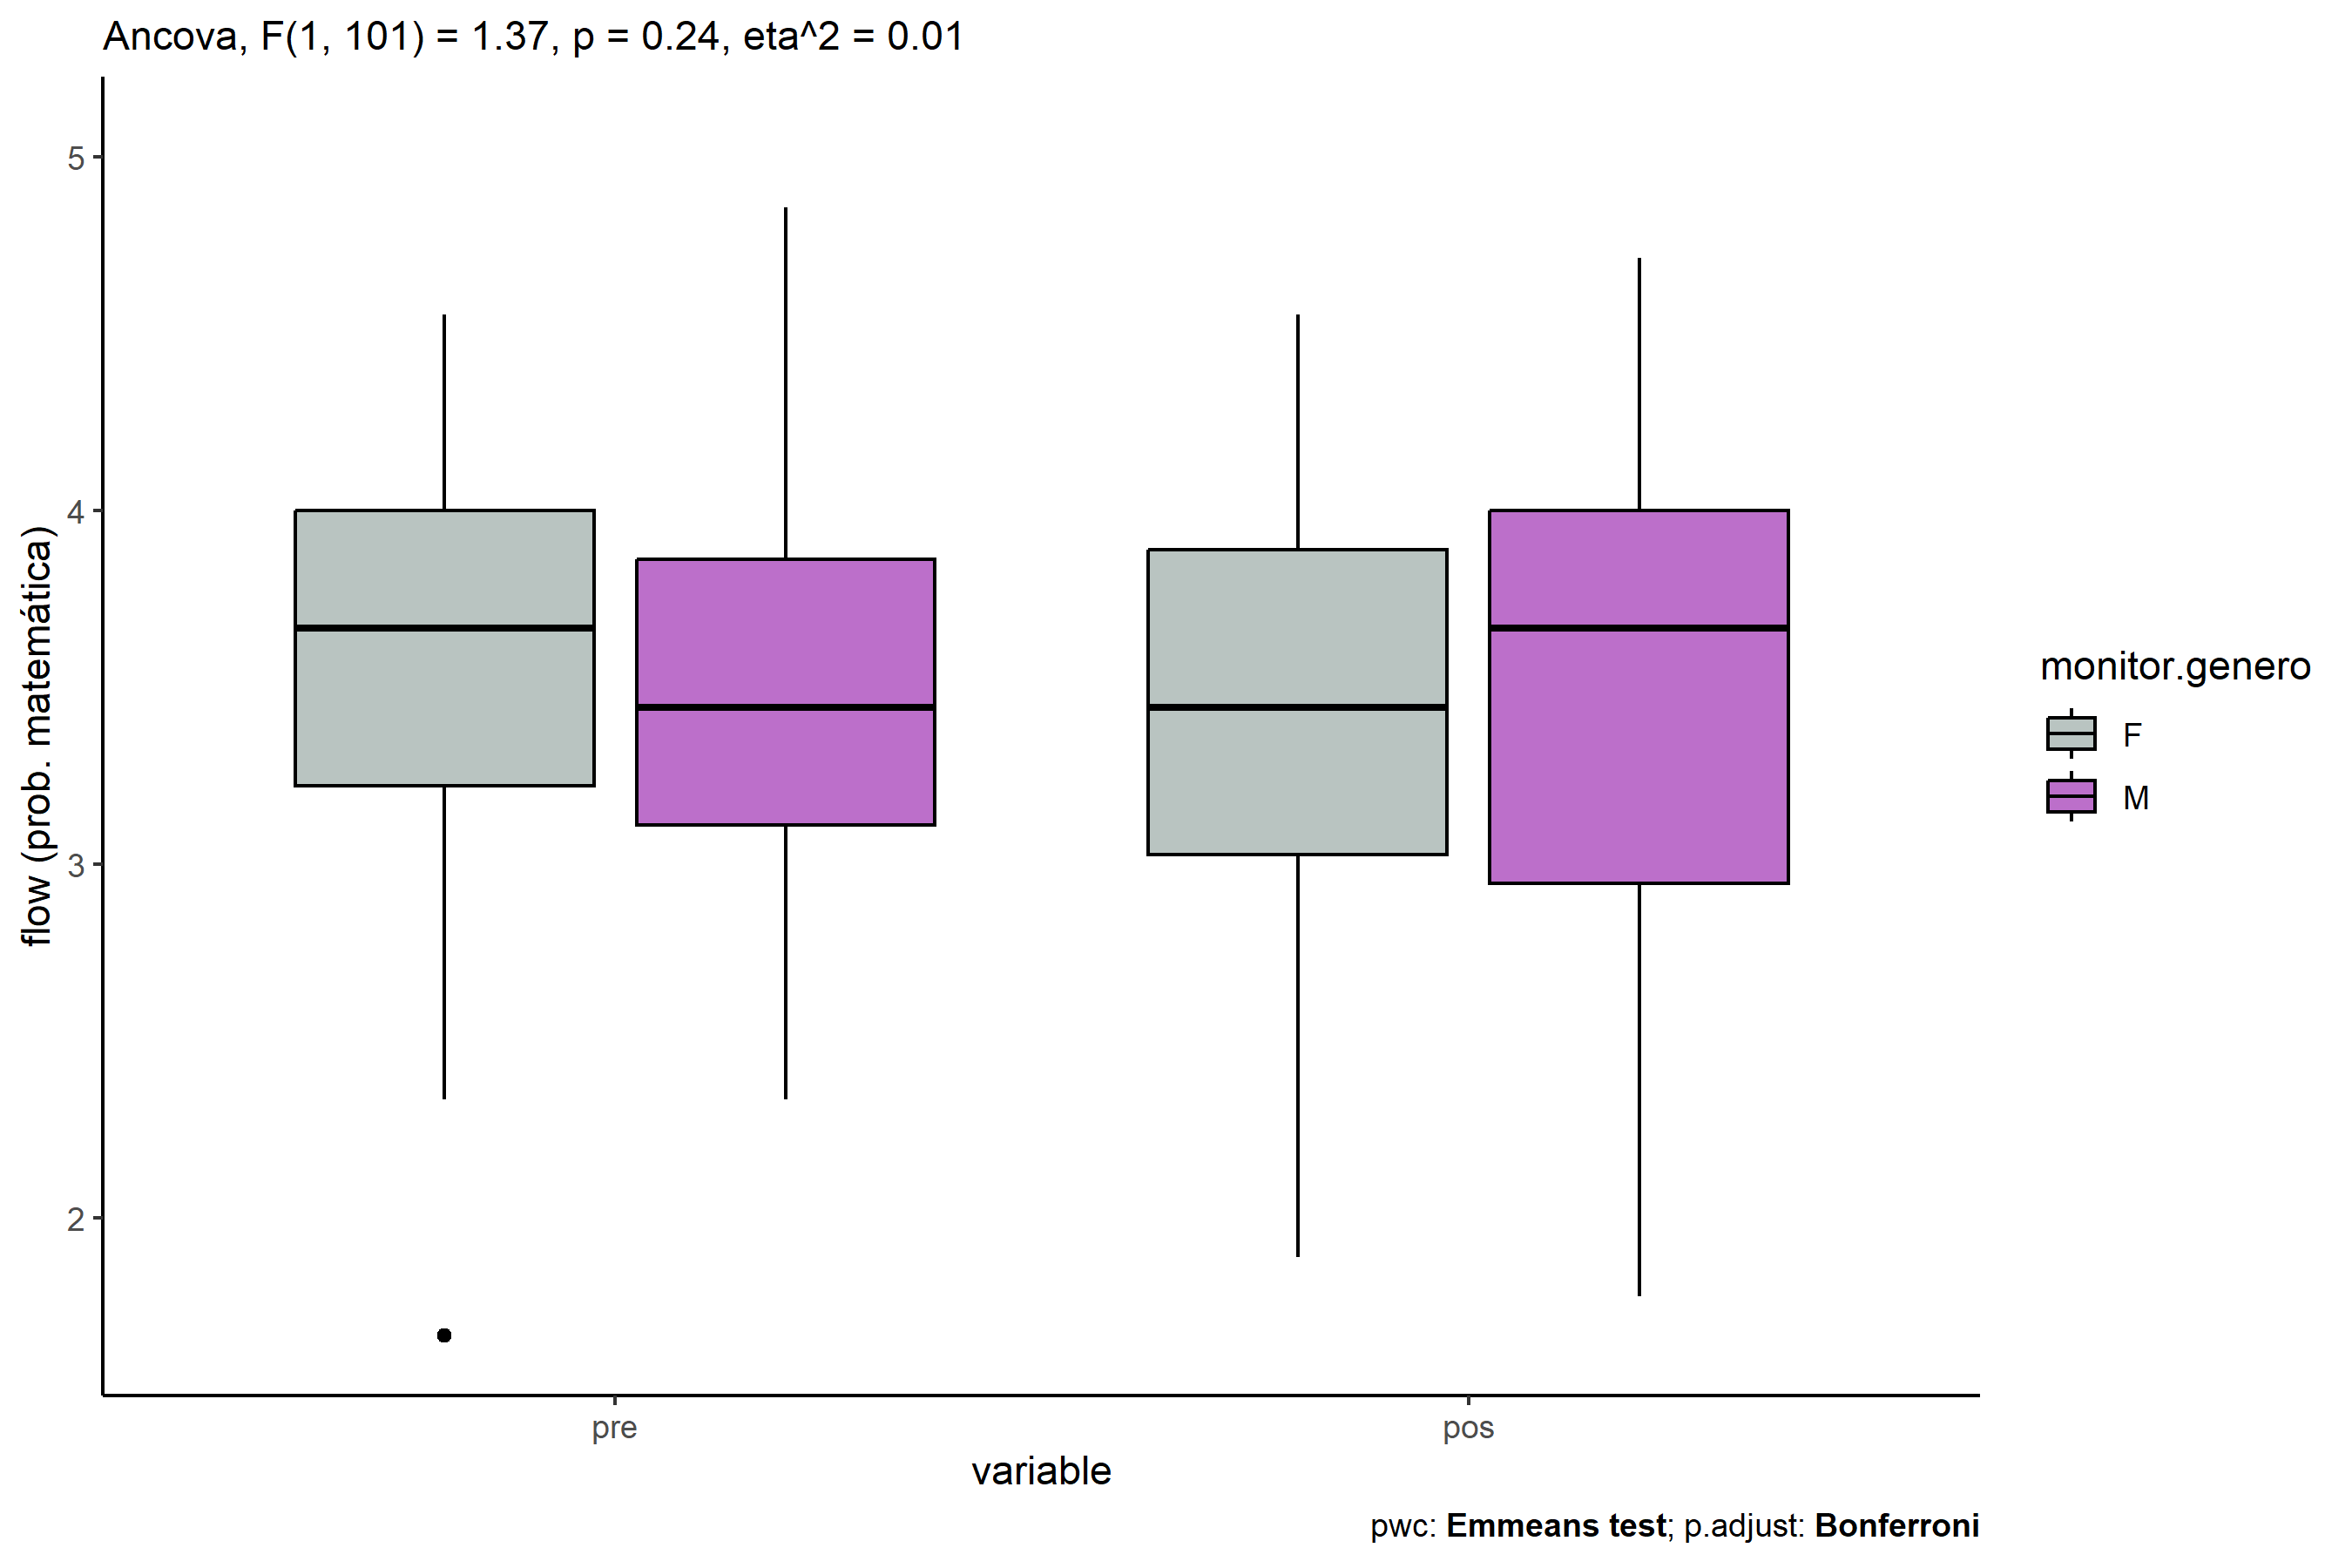 Ancova, F(1, 101) = 1.37, p = 0.24, eta^2 = 0.01
flow (prob. matemática)
5
4
3
2
pre
pos
variable
monitor.genero
F
M
pwc: Emmeans test; p.adjust: Bonferroni